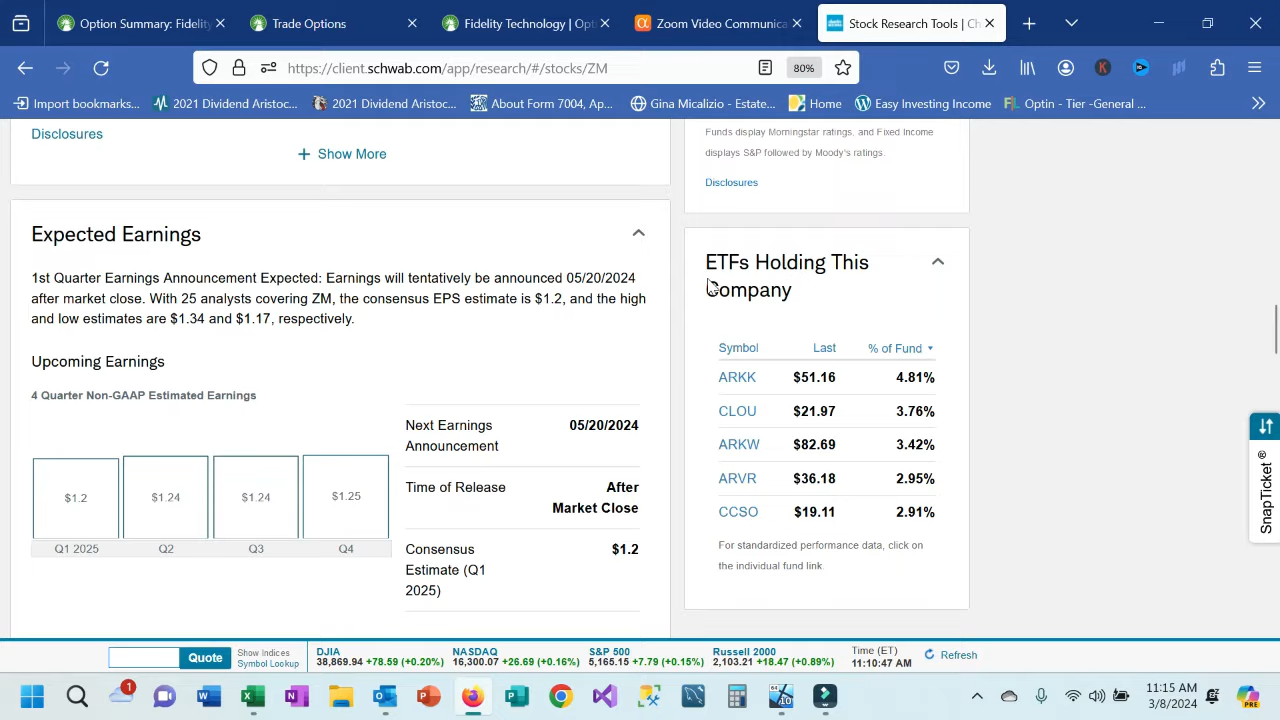 Option Summary: Fidelity
Trade Options
Fidelity Technology | Opti
Zoom Video Communica
Stock Research Tools | Ch
https://client.schwab.com/app/research/#/stocks/ZM
80%
Import bookmarks...
2021 Dividend Aristoc...
2021 Dividend Aristoc...
About Form 7004, Ap...
Gina Micalizio - Estate...
Home
Easy Investing Income
Optin - Tier -General ...
Disclosures
+ Show More
Funds display Morningstar ratings, and Fixed Income
displays S&P followed by Moody's ratings.
Disclosures
Expected Earnings
1st Quarter Earnings Announcement Expected: Earnings will tentatively be announced 05/20/2024
after market close. With 25 analysts covering ZM, the consensus EPS estimate is $1.2, and the high
and low estimates are $1.34 and $1.17, respectively.
Upcoming Earnings
4 Quarter Non-GAAP Estimated Earnings
$1.2 $1.24 $1.24 $1.25
Q1 2025 Q2 Q3 Q4
Next Earnings
Announcement
05/20/2024
Time of Release
After
Market Close
Consensus
Estimate (Q1
2025)
$1.2
ETFs Holding This
Company
Symbol Last % of Fund
ARKK $51.16 4.81%
CLOU $21.97 3.76%
ARKW $82.69 3.42%
ARVR $36.18 2.95%
CCSO $19.11 2.91%
For standardized performance data, click on
the individual fund link.
SnapTicket ®
Quote
Show Indices
Symbol Lookup
DJIA
38,869.94 +78.59 (+0.20%)
NASDAQ
16,300.07 +26.69 (+0.16%)
S&P 500
5,165.15 +7.79 (+0.15%)
Russell 2000
2,103.21 +18.47 (+0.89%)
Time (ET)
11:10:47 AM
Refresh
1
11:15 AM
3/8/2024